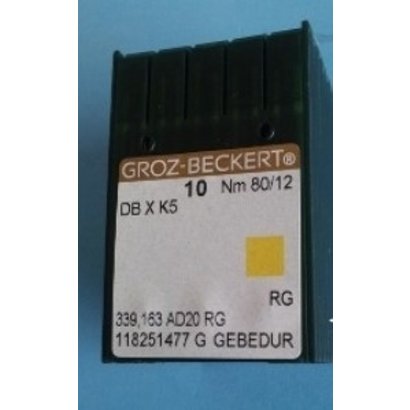 GROZ-BECKERT®
10 Nm 80/12
DB X K5
RG
339,163 AD20 RG
118251477 G GEBEDUR